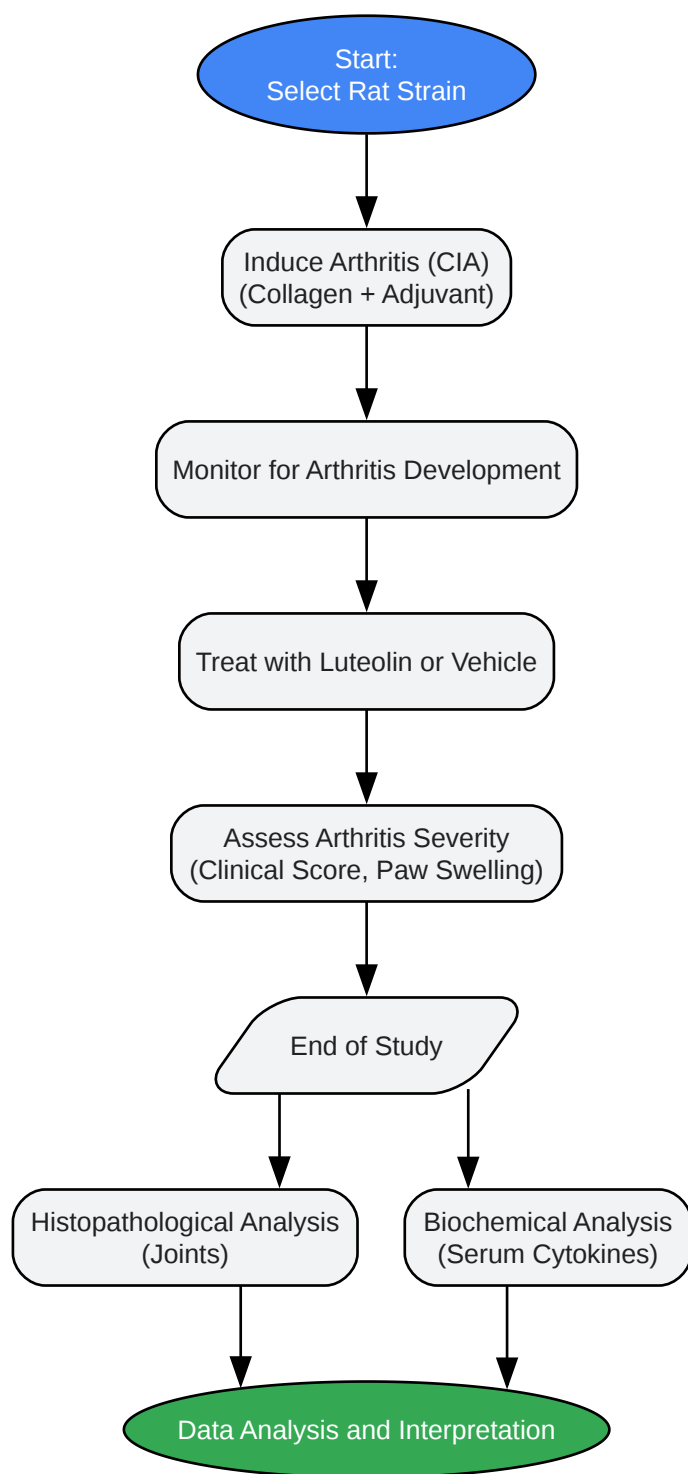 Start:
Select Rat Strain
Induce Arthritis (CIA)
(Collagen + Adjuvant)
Monitor for Arthritis Development
Treat with Luteolin or Vehicle
Assess Arthritis Severity
(Clinical Score, Paw Swelling)
End of Study
Histopathological Analysis
(Joints)
Biochemical Analysis
(Serum Cytokines)
Data Analysis and Interpretation